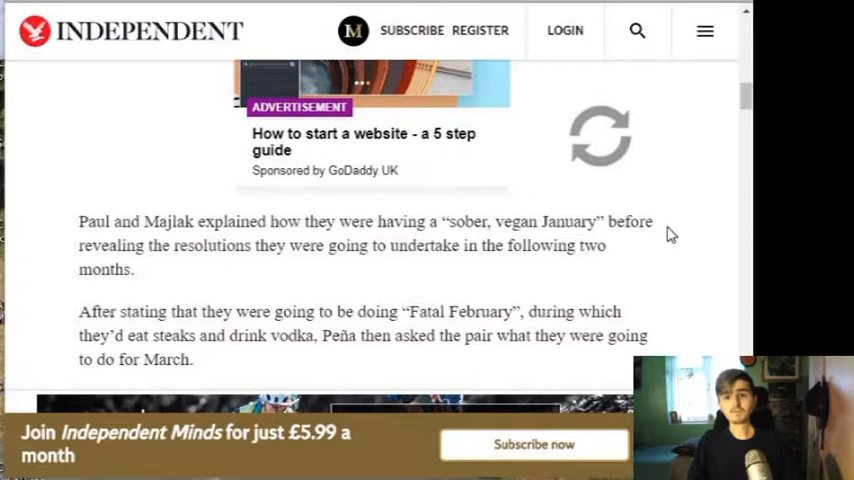 INDEPENDENT
M SUBSCRIBE REGISTER LOGIN
ADVERTISEMENT
How to start a website - a 5 step
guide
Sponsored by GoDaddy UK
Paul and Majlak explained how they were having a “sober, vegan January” before
revealing the resolutions they were going to undertake in the following two
months.
After stating that they were going to be doing “Fatal February”, during which
they’d eat steaks and drink vodka, Peña then asked the pair what they were going
to do for March.
Join Independent Minds for just £5.99 a
month
Subscribe now